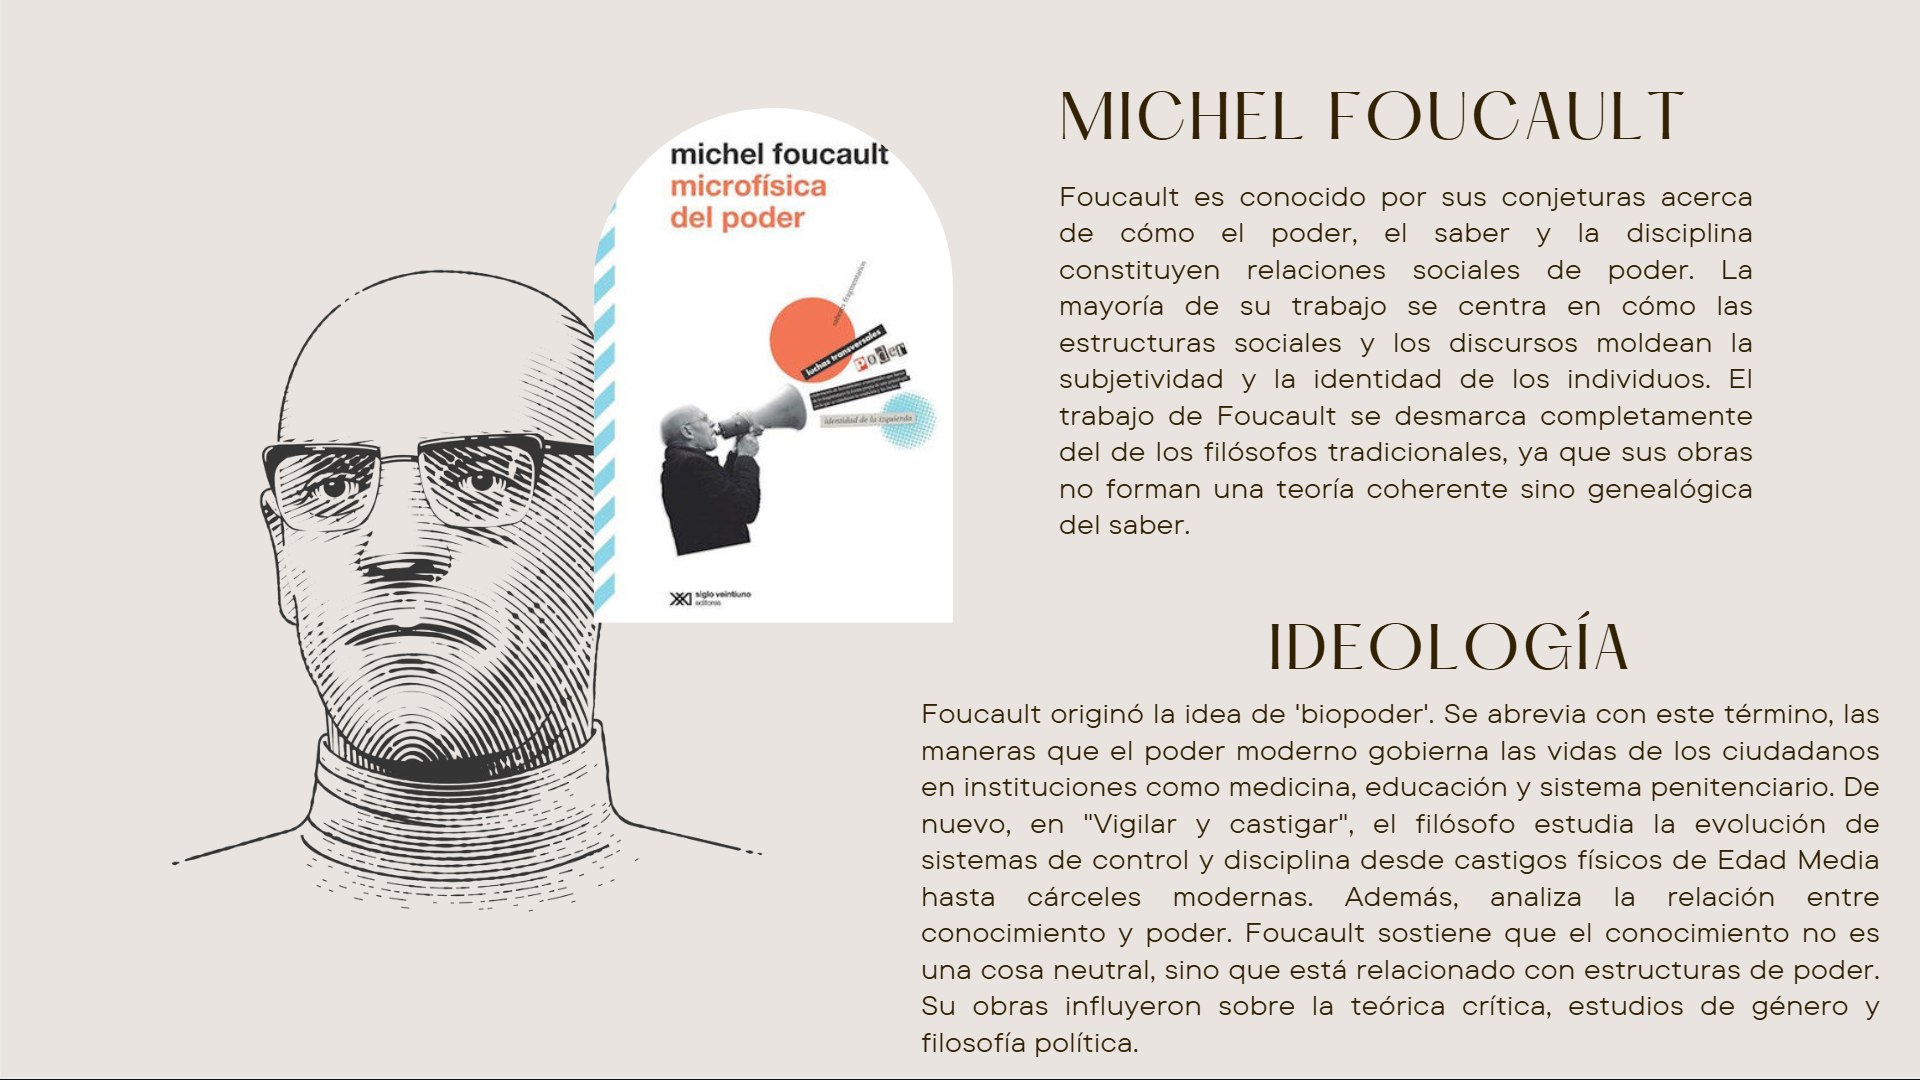 MICHEL FOUCAULT
Foucault es conocido por sus conjeturas acerca
de cómo el poder, el saber y la disciplina
constituyen relaciones sociales de poder. La
mayoría de su trabajo se centra en cómo las
estructuras sociales y los discursos moldean la
subjetividad y la identidad de los individuos. El
trabajo de Foucault se desmarca completamente
del de los filósofos tradicionales, ya que sus obras
no forman una teoría coherente sino genealógica
del saber.
michel foucault
microfísica
del poder
luchas transversales
poder
identidad de la izquierda
siglo veintiuno
editores
IDEOLOGÍA
Foucault originó la idea de 'biopoder'. Se abrevia con este término, las
maneras que el poder moderno gobierna las vidas de los ciudadanos
en instituciones como medicina, educación y sistema penitenciario. De
nuevo, en "Vigilar y castigar", el filósofo estudia la evolución de
sistemas de control y disciplina desde castigos físicos de Edad Media
hasta cárceles modernas. Además, analiza la relación entre
conocimiento y poder. Foucault sostiene que el conocimiento no es
una cosa neutral, sino que está relacionado con estructuras de poder.
Su obras influyeron sobre la teórica crítica, estudios de género y
filosofía política.